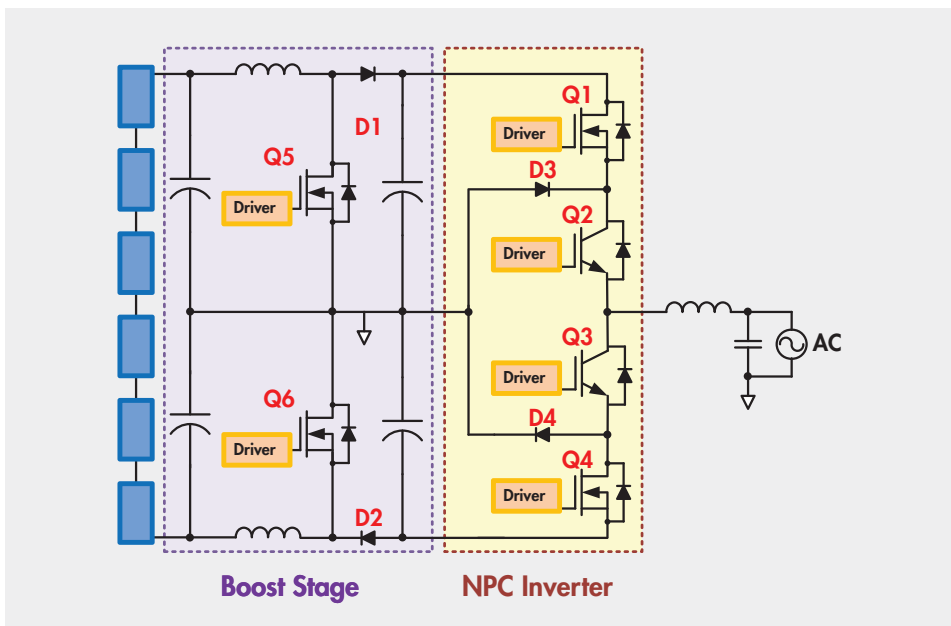 Q1
Driver
D1
D3
Q5
Driver
Q2
Driver
Q3
AC
Driver
Q6
D4
Driver
Q4
Driver
D2
Boost Stage
NPC Inverter